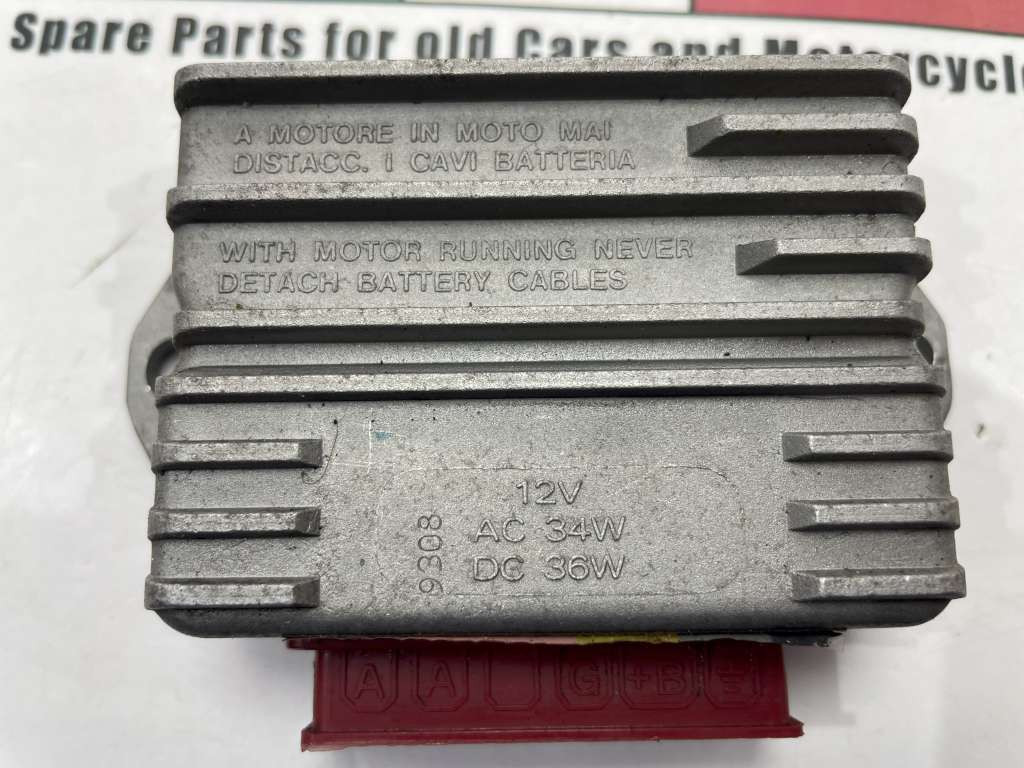 Spare Parts for old Cars and Motorcycle
A MOTORE IN MOTO MAI
DISTACC. I CAVI BATTERIA
WITH MOTOR RUNNING NEVER
DETACH BATTERY CABLES
12V
AC 34W
DC 36W
9308
A A G +B ⏚